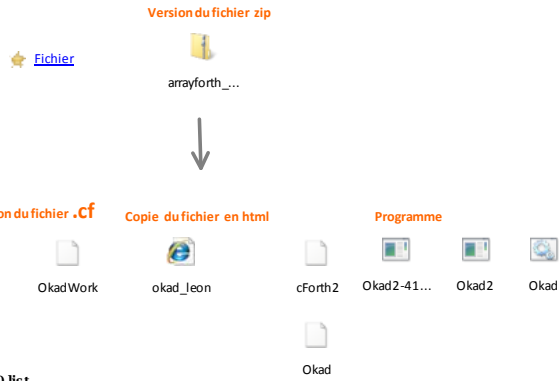 Version du fichier zip
Fichier
arrayforth_...
du fichier .cf
Copie du fichier en html
Programme
OkadWork
okad_leon
cForth2
Okad2-41...
Okad2
Okad
Okad
list